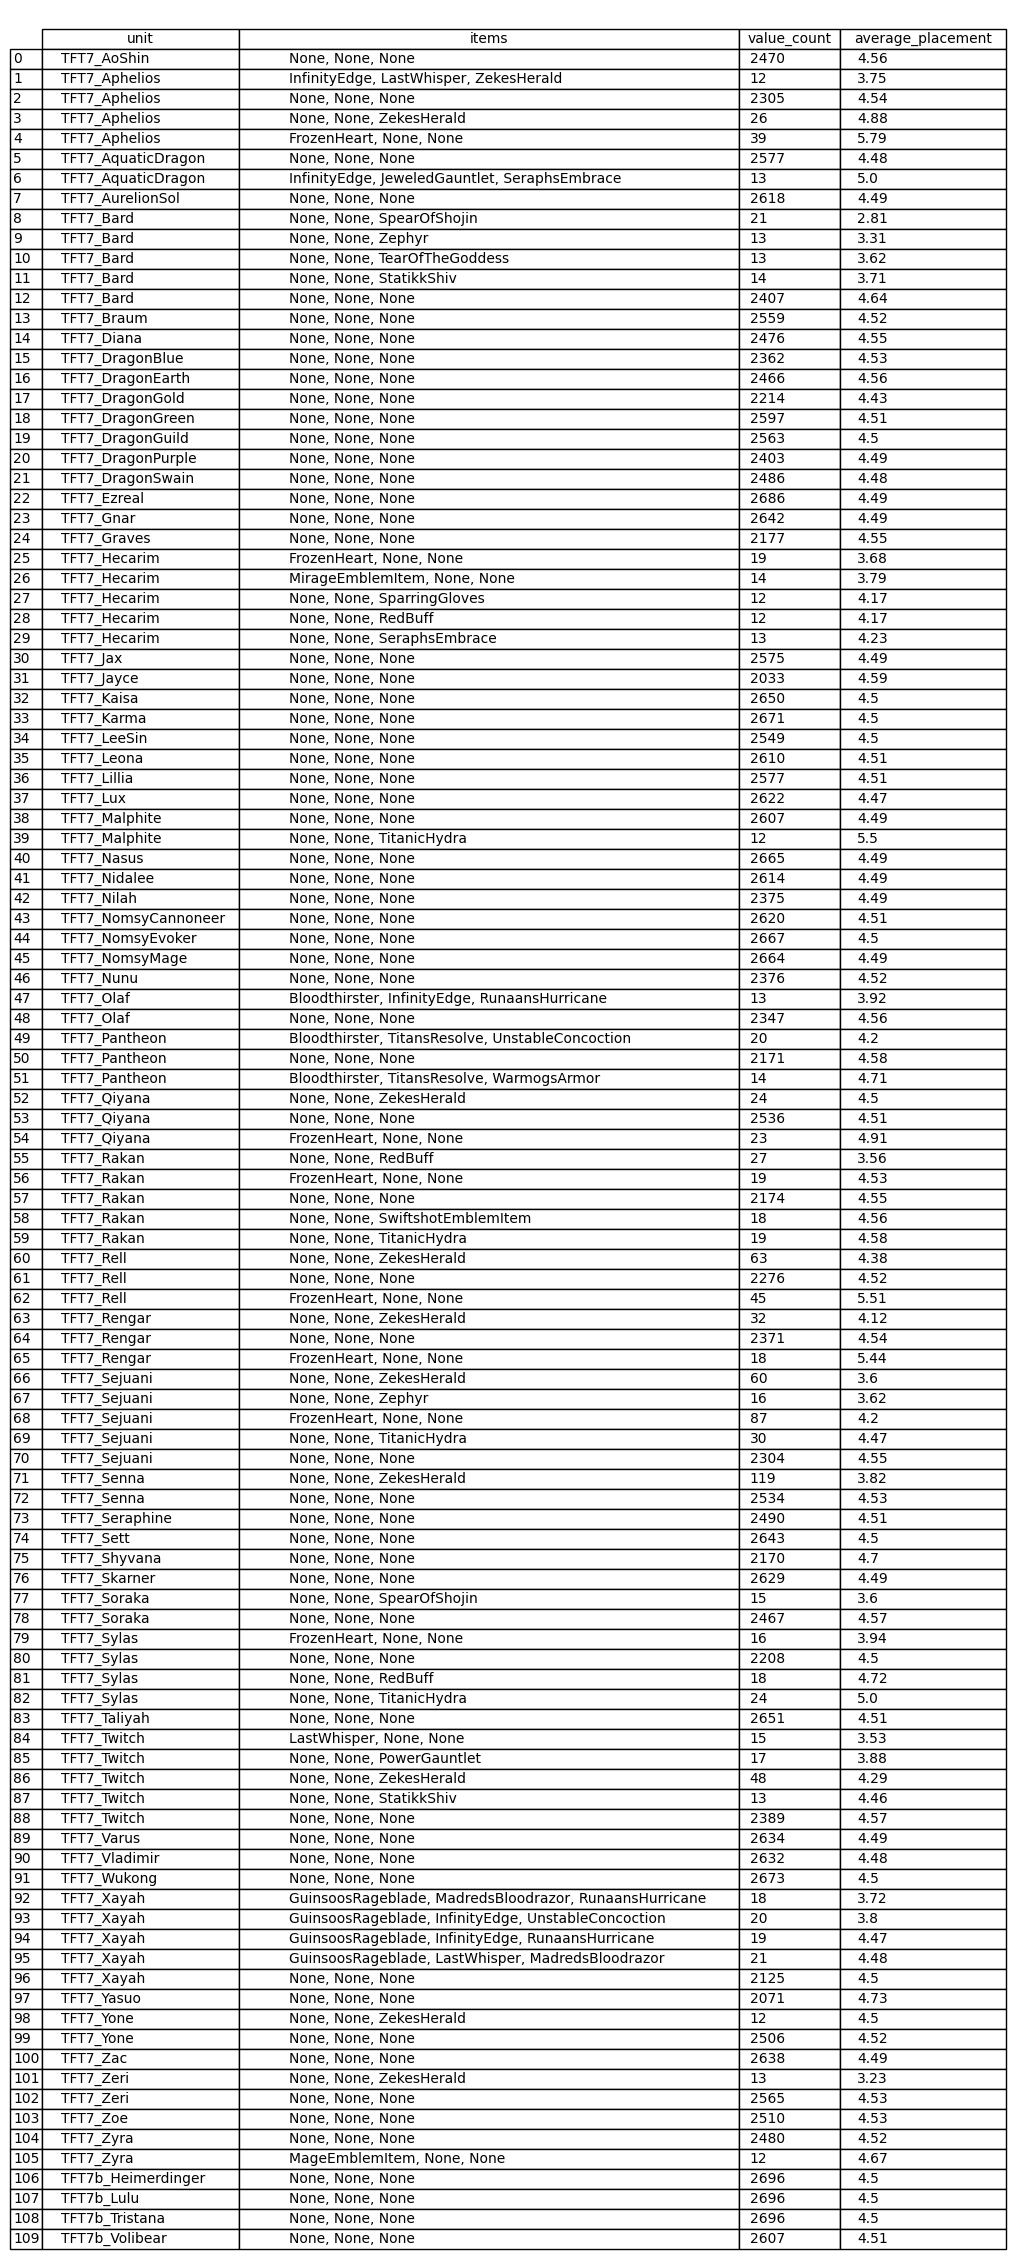 unit items value_count average_placement
0 TFT7_AoShin None, None, None 2470 4.56
1 TFT7_Aphelios InfinityEdge, LastWhisper, ZekesHerald 12 3.75
2 TFT7_Aphelios None, None, None 2305 4.54
3 TFT7_Aphelios None, None, ZekesHerald 26 4.88
4 TFT7_Aphelios FrozenHeart, None, None 39 5.79
5 TFT7_AquaticDragon None, None, None 2577 4.48
6 TFT7_AquaticDragon InfinityEdge, JeweledGauntlet, SeraphsEmbrace 13 5.0
7 TFT7_AurelionSol None, None, None 2618 4.49
8 TFT7_Bard None, None, SpearOfShojin 21 2.81
9 TFT7_Bard None, None, Zephyr 13 3.31
10 TFT7_Bard None, None, TearOfTheGoddess 13 3.62
11 TFT7_Bard None, None, StatikkShiv 14 3.71
12 TFT7_Bard None, None, None 2407 4.64
13 TFT7_Braum None, None, None 2559 4.52
14 TFT7_Diana None, None, None 2476 4.55
15 TFT7_DragonBlue None, None, None 2362 4.53
16 TFT7_DragonEarth None, None, None 2466 4.56
17 TFT7_DragonGold None, None, None 2214 4.43
18 TFT7_DragonGreen None, None, None 2597 4.51
19 TFT7_DragonGuild None, None, None 2563 4.5
20 TFT7_DragonPurple None, None, None 2403 4.49
21 TFT7_DragonSwain None, None, None 2486 4.48
22 TFT7_Ezreal None, None, None 2686 4.49
23 TFT7_Gnar None, None, None 2642 4.49
24 TFT7_Graves None, None, None 2177 4.55
25 TFT7_Hecarim FrozenHeart, None, None 19 3.68
26 TFT7_Hecarim MirageEmblemItem, None, None 14 3.79
27 TFT7_Hecarim None, None, SparringGloves 12 4.17
28 TFT7_Hecarim None, None, RedBuff 12 4.17
29 TFT7_Hecarim None, None, SeraphsEmbrace 13 4.23
30 TFT7_Jax None, None, None 2575 4.49
31 TFT7_Jayce None, None, None 2033 4.59
32 TFT7_Kaisa None, None, None 2650 4.5
33 TFT7_Karma None, None, None 2671 4.5
34 TFT7_LeeSin None, None, None 2549 4.5
35 TFT7_Leona None, None, None 2610 4.51
36 TFT7_Lillia None, None, None 2577 4.51
37 TFT7_Lux None, None, None 2622 4.47
38 TFT7_Malphite None, None, None 2607 4.49
39 TFT7_Malphite None, None, TitanicHydra 12 5.5
40 TFT7_Nasus None, None, None 2665 4.49
41 TFT7_Nidalee None, None, None 2614 4.49
42 TFT7_Nilah None, None, None 2375 4.49
43 TFT7_NomsyCannoneer None, None, None 2620 4.51
44 TFT7_NomsyEvoker None, None, None 2667 4.5
45 TFT7_NomsyMage None, None, None 2664 4.49
46 TFT7_Nunu None, None, None 2376 4.52
47 TFT7_Olaf Bloodthirster, InfinityEdge, RunaansHurricane 13 3.92
48 TFT7_Olaf None, None, None 2347 4.56
49 TFT7_Pantheon Bloodthirster, TitansResolve, UnstableConcoction 20 4.2
50 TFT7_Pantheon None, None, None 2171 4.58
51 TFT7_Pantheon Bloodthirster, TitansResolve, WarmogsArmor 14 4.71
52 TFT7_Qiyana None, None, ZekesHerald 24 4.5
53 TFT7_Qiyana None, None, None 2536 4.51
54 TFT7_Qiyana FrozenHeart, None, None 23 4.91
55 TFT7_Rakan None, None, RedBuff 27 3.56
56 TFT7_Rakan FrozenHeart, None, None 19 4.53
57 TFT7_Rakan None, None, None 2174 4.55
58 TFT7_Rakan None, None, SwiftshotEmblemItem 18 4.56
59 TFT7_Rakan None, None, TitanicHydra 19 4.58
60 TFT7_Rell None, None, ZekesHerald 63 4.38
61 TFT7_Rell None, None, None 2276 4.52
62 TFT7_Rell FrozenHeart, None, None 45 5.51
63 TFT7_Rengar None, None, ZekesHerald 32 4.12
64 TFT7_Rengar None, None, None 2371 4.54
65 TFT7_Rengar FrozenHeart, None, None 18 5.44
66 TFT7_Sejuani None, None, ZekesHerald 60 3.6
67 TFT7_Sejuani None, None, Zephyr 16 3.62
68 TFT7_Sejuani FrozenHeart, None, None 87 4.2
69 TFT7_Sejuani None, None, TitanicHydra 30 4.47
70 TFT7_Sejuani None, None, None 2304 4.55
71 TFT7_Senna None, None, ZekesHerald 119 3.82
72 TFT7_Senna None, None, None 2534 4.53
73 TFT7_Seraphine None, None, None 2490 4.51
74 TFT7_Sett None, None, None 2643 4.5
75 TFT7_Shyvana None, None, None 2170 4.7
76 TFT7_Skarner None, None, None 2629 4.49
77 TFT7_Soraka None, None, SpearOfShojin 15 3.6
78 TFT7_Soraka None, None, None 2467 4.57
79 TFT7_Sylas FrozenHeart, None, None 16 3.94
80 TFT7_Sylas None, None, None 2208 4.5
81 TFT7_Sylas None, None, RedBuff 18 4.72
82 TFT7_Sylas None, None, TitanicHydra 24 5.0
83 TFT7_Taliyah None, None, None 2651 4.51
84 TFT7_Twitch LastWhisper, None, None 15 3.53
85 TFT7_Twitch None, None, PowerGauntlet 17 3.88
86 TFT7_Twitch None, None, ZekesHerald 48 4.29
87 TFT7_Twitch None, None, StatikkShiv 13 4.46
88 TFT7_Twitch None, None, None 2389 4.57
89 TFT7_Varus None, None, None 2634 4.49
90 TFT7_Vladimir None, None, None 2632 4.48
91 TFT7_Wukong None, None, None 2673 4.5
92 TFT7_Xayah GuinsoosRageblade, MadredsBloodrazor, RunaansHurricane 18 3.72
93 TFT7_Xayah GuinsoosRageblade, InfinityEdge, UnstableConcoction 20 3.8
94 TFT7_Xayah GuinsoosRageblade, InfinityEdge, RunaansHurricane 19 4.47
95 TFT7_Xayah GuinsoosRageblade, LastWhisper, MadredsBloodrazor 21 4.48
96 TFT7_Xayah None, None, None 2125 4.5
97 TFT7_Yasuo None, None, None 2071 4.73
98 TFT7_Yone None, None, ZekesHerald 12 4.5
99 TFT7_Yone None, None, None 2506 4.52
100 TFT7_Zac None, None, None 2638 4.49
101 TFT7_Zeri None, None, ZekesHerald 13 3.23
102 TFT7_Zeri None, None, None 2565 4.53
103 TFT7_Zoe None, None, None 2510 4.53
104 TFT7_Zyra None, None, None 2480 4.52
105 TFT7_Zyra MageEmblemItem, None, None 12 4.67
106 TFT7b_Heimerdinger None, None, None 2696 4.5
107 TFT7b_Lulu None, None, None 2696 4.5
108 TFT7b_Tristana None, None, None 2696 4.5
109 TFT7b_Volibear None, None, None 2607 4.51